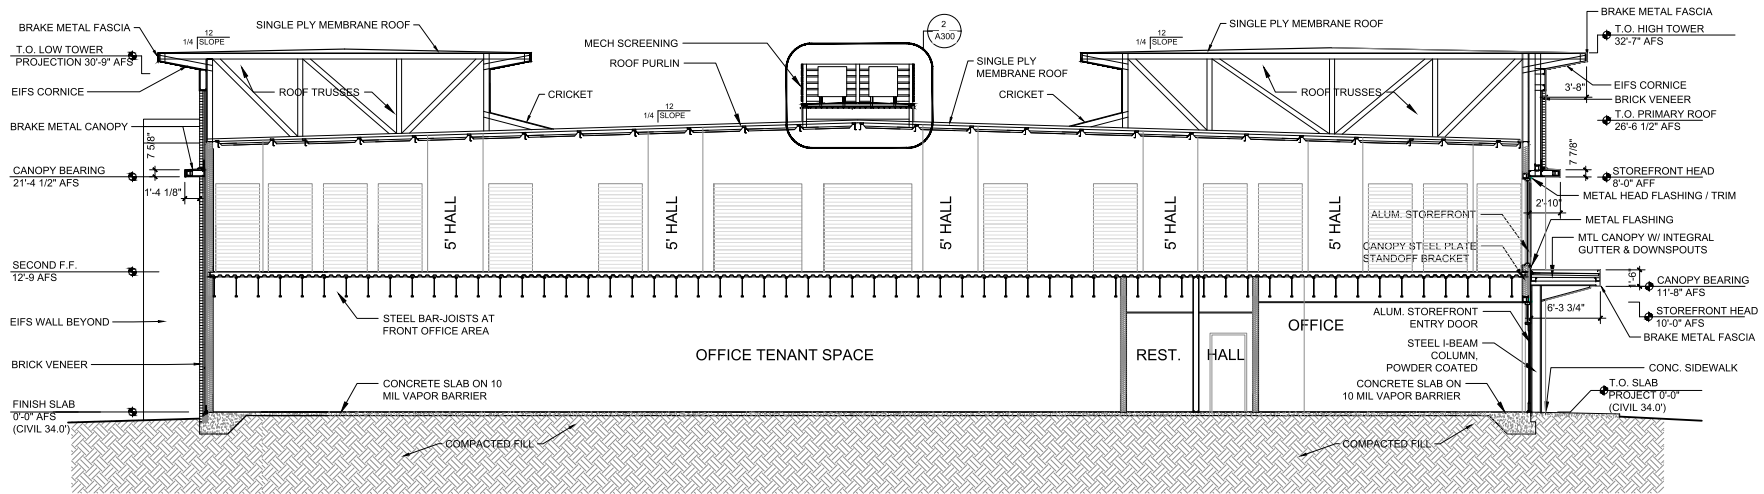 BRAKE METAL FASCIA
T.O. LOW TOWER
PROJECTION 30'-9" AFS
EIFS CORNICE
BRAKE METAL CANOPY
7 5/8"
CANOPY BEARING
21'-4 1/2" AFS
1'-4 1/8"
SECOND F.F.
12'-9 AFS
EIFS WALL BEYOND
BRICK VENEER
FINISH SLAB
0'-0" AFS
(CIVIL 34.0')
12
1/4 SLOPE
SINGLE PLY MEMBRANE ROOF
ROOF TRUSSES
CRICKET
MECH SCREENING
ROOF PURLIN
12
1/4 SLOPE
2
A300
SINGLE PLY
MEMBRANE ROOF
CRICKET
12
1/4 SLOPE
SINGLE PLY MEMBRANE ROOF
ROOF TRUSSES
5' HALL
5' HALL
5' HALL
5' HALL
5' HALL
STEEL BAR-JOISTS AT
FRONT OFFICE AREA
OFFICE TENANT SPACE
REST.
HALL
OFFICE
CONCRETE SLAB ON 10
MIL VAPOR BARRIER
COMPACTED FILL
COMPACTED FILL
ALUM. STOREFRONT
CANOPY STEEL PLATE
STANDOFF BRACKET
ALUM. STOREFRONT
ENTRY DOOR
STEEL I-BEAM
COLUMN,
POWDER COATED
CONCRETE SLAB ON
10 MIL VAPOR BARRIER
BRAKE METAL FASCIA
T.O. HIGH TOWER
32'-7" AFS
3'-8"
EIFS CORNICE
BRICK VENEER
T.O. PRIMARY ROOF
26'-6 1/2" AFS
7 7/8"
STOREFRONT HEAD
8'-0" AFF
METAL HEAD FLASHING / TRIM
2'-10"
METAL FLASHING
MTL CANOPY W/ INTEGRAL
GUTTER & DOWNSPOUTS
CANOPY BEARING
11'-8" AFS
6'-3 3/4"
STOREFRONT HEAD
10'-0" AFS
BRAKE METAL FASCIA
CONC. SIDEWALK
T.O. SLAB
PROJECT 0'-0"
(CIVIL 34.0')